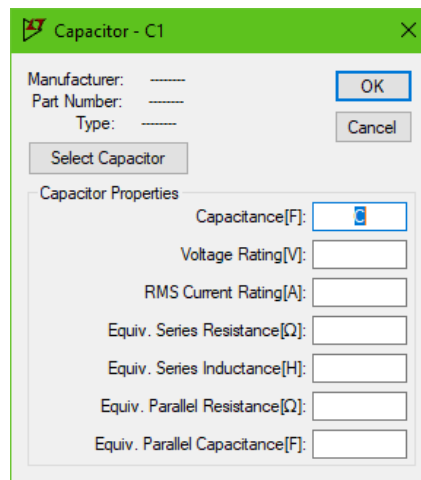 Capacitor - C1
Manufacturer: --------
OK
Part Number: --------
Type: --------
Cancel
Select Capacitor
Capacitor Properties
Capacitance[F]: C
Voltage Rating[V]:
RMS Current Rating[A]:
Equiv. Series Resistance[Ω]:
Equiv. Series Inductance[H]:
Equiv. Parallel Resistance[Ω]:
Equiv. Parallel Capacitance[F]: